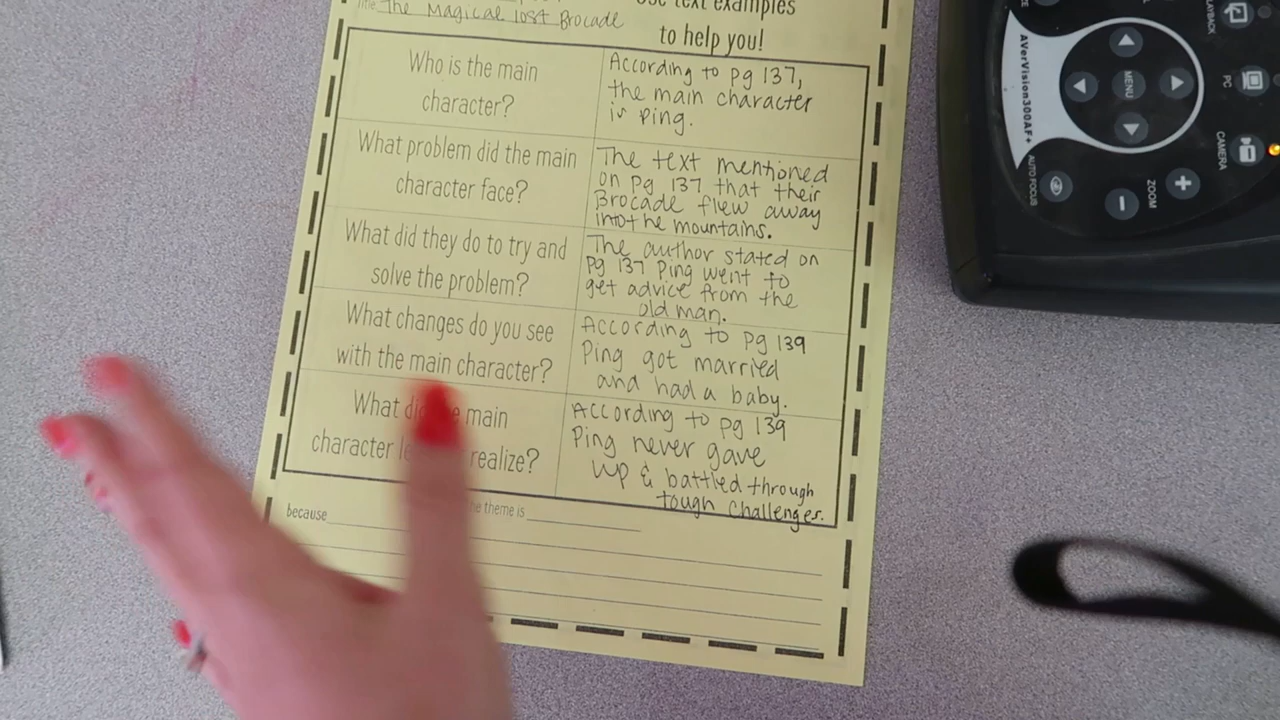 Title: The Magical lost Brocade
text examples
to help you!
Who is the main
character?
According to pg 137,
the main character
is Ping.
What problem did the main
character face?
The text mentioned
on pg 137 that their
Brocade flew away
into the mountains.
What did they do to try and
solve the problem?
The author stated on
pg 137 Ping went to
get advice from the
old man.
What changes do you see
with the main character?
According to pg 139
Ping got married
and had a baby.
What main
character realize?
According to pg 139
Ping never gave
up & battled through
tough challenges.
theme is
because
AVerVision300AF+
MENU
PLAYBACK
PC
CAMERA
AUTO FOCUS
ZOOM